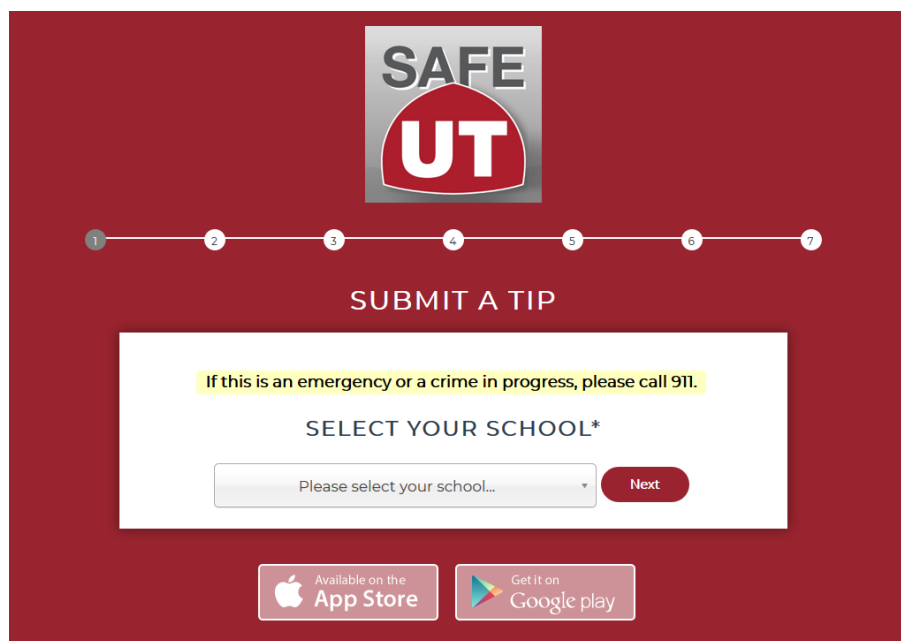 SAFE
UT
1 2 3 4 5 6 7
SUBMIT A TIP
If this is an emergency or a crime in progress, please call 911.
SELECT YOUR SCHOOL*
Please select your school... Next
Available on the Get it on
App Store Google play